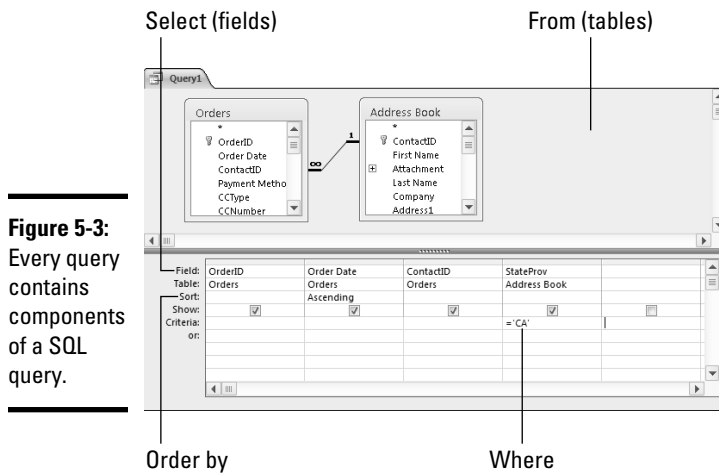 Select (fields)
From (tables)
Query1
Orders
*
OrderID
Order Date
ContactID
Payment Metho
CCType
CCNumber
∞
1
Address Book
*
ContactID
First Name
Attachment
Last Name
Company
Address1
Figure 5-3:
Every query
contains
components
of a SQL
query.
Field: OrderID Order Date ContactID StateProv
Table: Orders Orders Orders Address Book
Sort: Ascending
Show:
Criteria: ='CA'
or:
Order by
Where